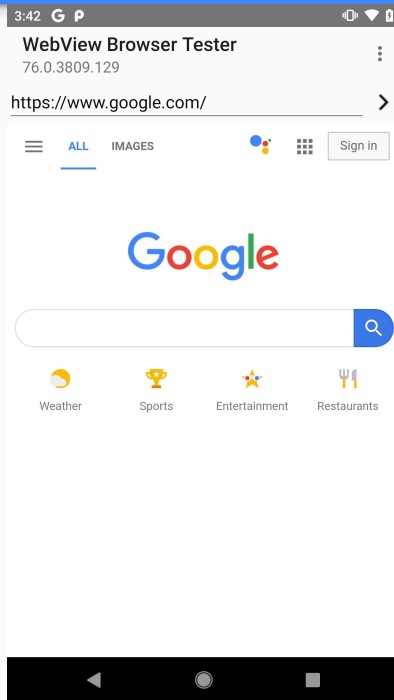 3:42
WebView Browser Tester
76.0.3809.129
https://www.google.com/
ALL IMAGES Sign in
Google
Weather Sports Entertainment Restaurants